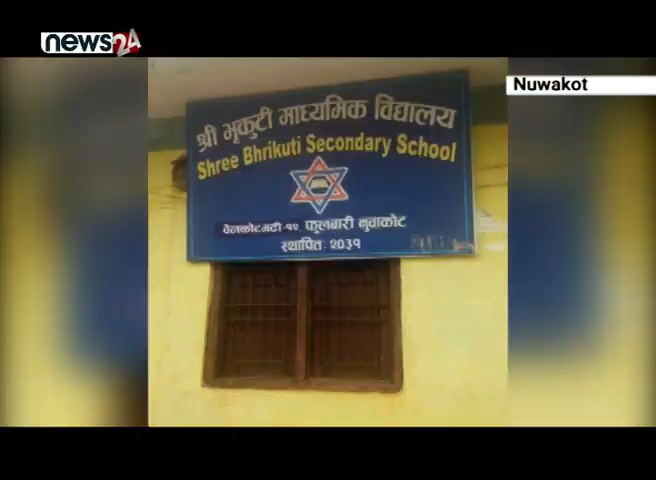 news24
Nuwakot
श्री भृकुटी माध्यमिक विद्यालय
Shree Bhrikuti Secondary School
बेलकोटगढी-१२ फुलबारी नुवाकोट
स्थापित: २०३१